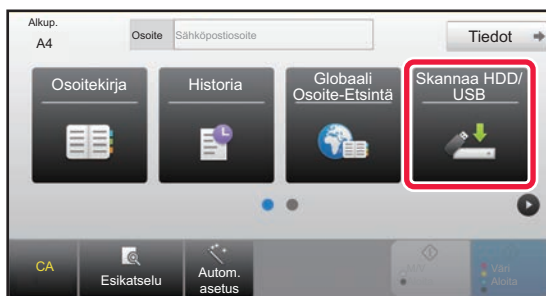 Alkup.
A4
Osoite
Sähköpostiosoite
Tiedot
Osoitekirja
Historia
Globaali
Osoite-Etsintä
Skannaa HDD/
USB
CA
Esikatselu
Autom.
asetus
Väri
Aloita